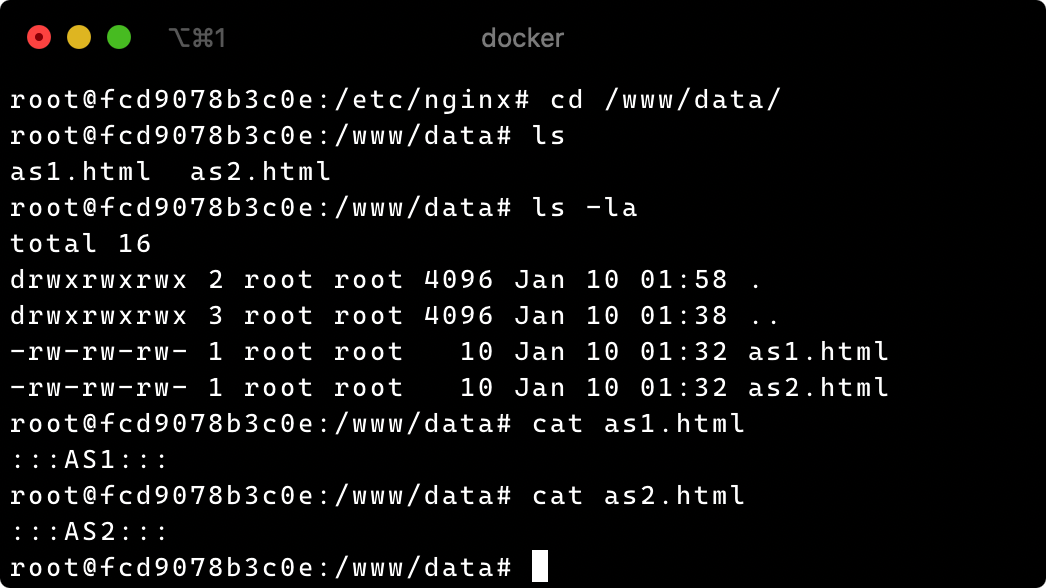 ⌥⌘1 docker
root@fcd9078b3c0e:/etc/nginx# cd /www/data/
root@fcd9078b3c0e:/www/data# ls
as1.html  as2.html
root@fcd9078b3c0e:/www/data# ls -la
total 16
drwxrwxrwx 2 root root 4096 Jan 10 01:58 .
drwxrwxrwx 3 root root 4096 Jan 10 01:38 ..
-rw-rw-rw- 1 root root   10 Jan 10 01:32 as1.html
-rw-rw-rw- 1 root root   10 Jan 10 01:32 as2.html
root@fcd9078b3c0e:/www/data# cat as1.html
:::AS1:::
root@fcd9078b3c0e:/www/data# cat as2.html
:::AS2:::
root@fcd9078b3c0e:/www/data#